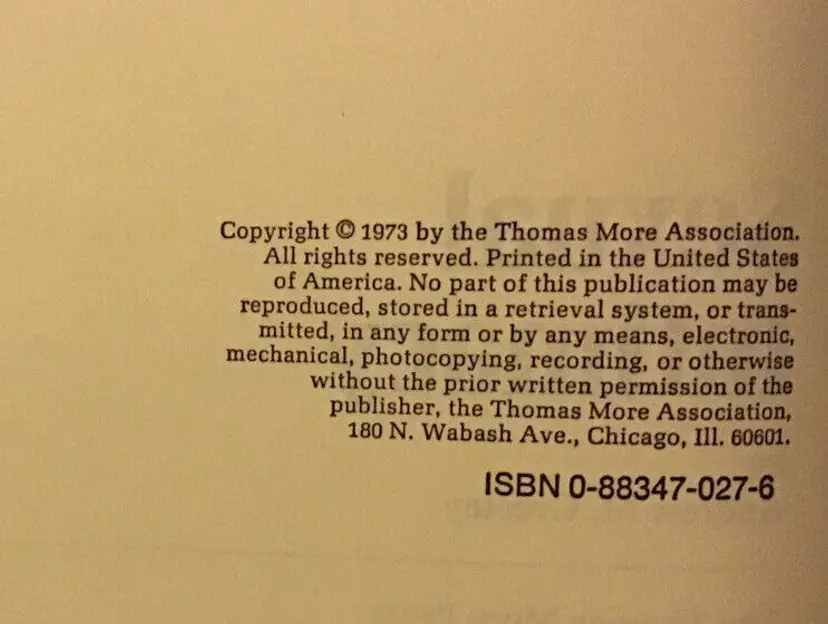 Copyright © 1973 by the Thomas More Association.
All rights reserved. Printed in the United States
of America. No part of this publication may be
reproduced, stored in a retrieval system, or trans-
mitted, in any form or by any means, electronic,
mechanical, photocopying, recording, or otherwise
without the prior written permission of the
publisher, the Thomas More Association,
180 N. Wabash Ave., Chicago, Ill. 60601.
ISBN 0-88347-027-6